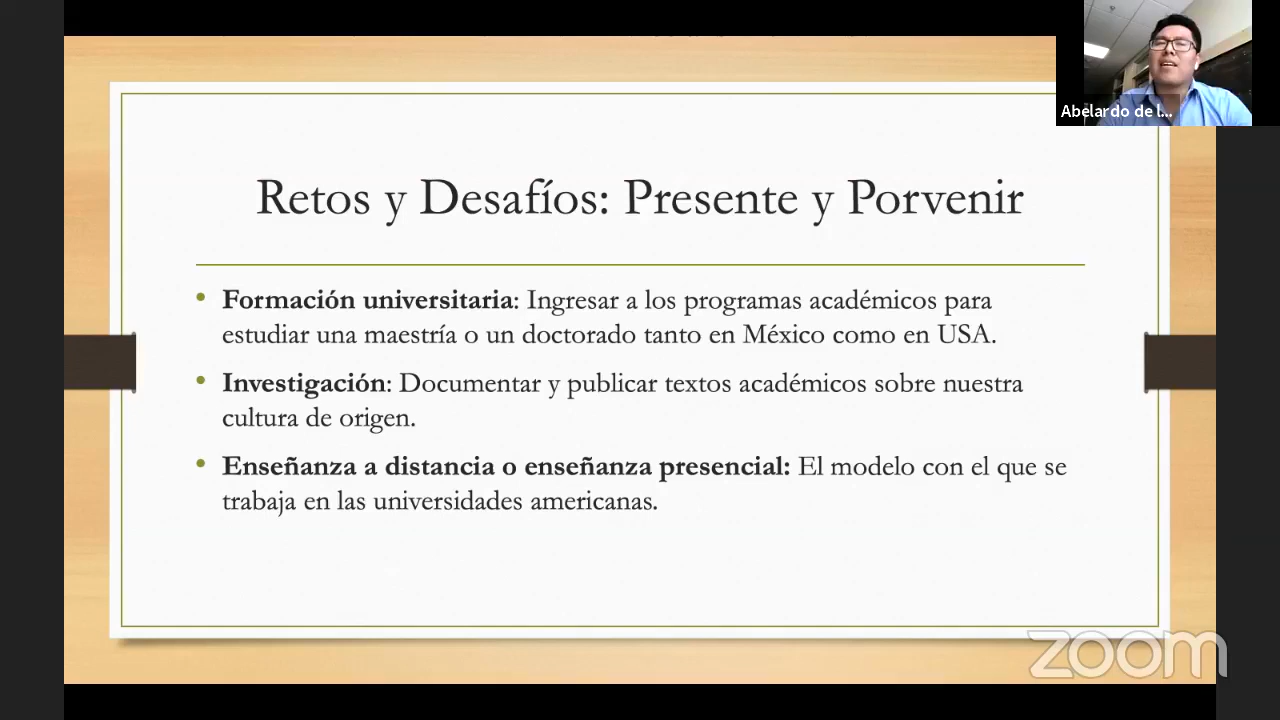 Abelardo de l...
Retos y Desafíos: Presente y Porvenir
• Formación universitaria: Ingresar a los programas académicos para
estudiar una maestría o un doctorado tanto en México como en USA.
• Investigación: Documentar y publicar textos académicos sobre nuestra
cultura de origen.
• Enseñanza a distancia o enseñanza presencial: El modelo con el que se
trabaja en las universidades americanas.
zoom